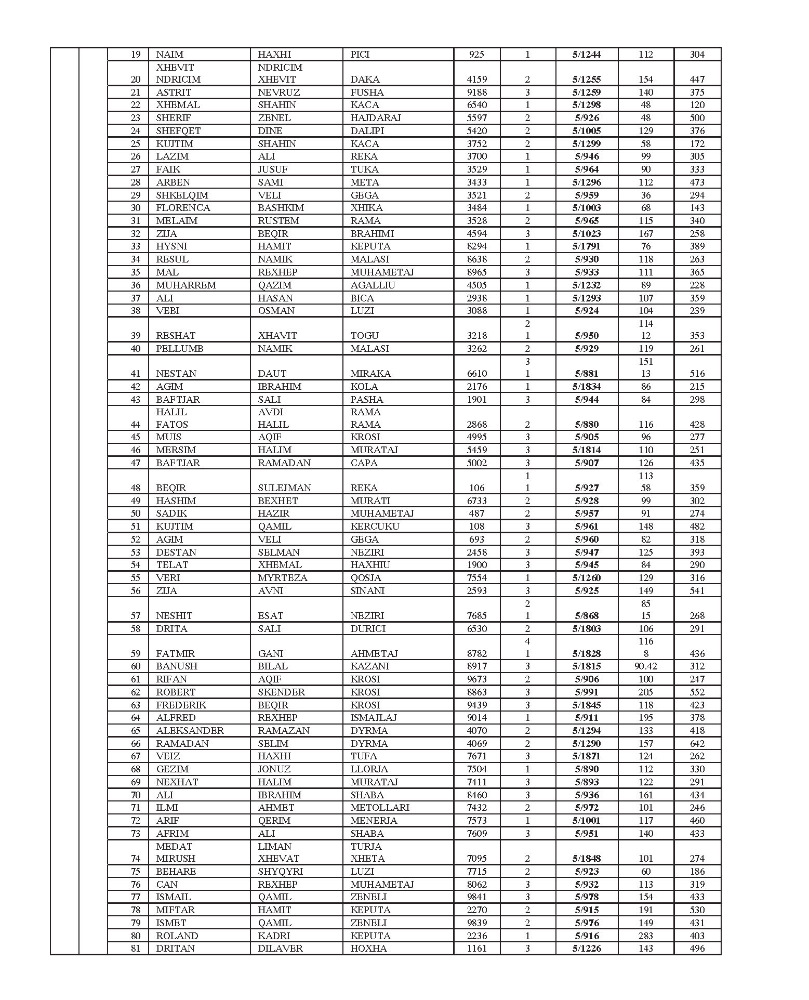 19 NAIM HAXHI PICI 925 1 5/1244 112 304
XHEVIT NDRICIM
20 NDRICIM XHEVIT DAKA 4159 2 5/1255 154 447
21 ASTRIT NEVRUZ FUSHA 9188 3 5/1259 140 375
22 XHEMAL SHAHIN KACA 6540 1 5/1298 48 120
23 SHERIF ZENEL HAJDARAJ 5597 2 5/926 48 500
24 SHEFQET DINE DALIPI 5420 2 5/1005 129 376
25 KUJTIM SHAHIN KACA 3752 2 5/1299 58 172
26 LAZIM ALI REKA 3700 1 5/946 99 305
27 FAIK JUSUF TUKA 3529 1 5/964 90 333
28 ARBEN SAMI META 3433 1 5/1296 112 473
29 SHKELQIM VELI GEGA 3521 2 5/959 36 294
30 FLORENCA BASHKIM XHIKA 3484 1 5/1003 68 143
31 MELAIM RUSTEM RAMA 3528 2 5/965 115 340
32 ZIJA BEQIR BRAHIMI 4594 3 5/1023 167 258
33 HYSNI HAMIT KEPUTA 8294 1 5/1791 76 389
34 RESUL NAMIK MALASI 8638 2 5/930 118 263
35 MAL REXHEP MUHAMETAJ 8965 3 5/933 111 365
36 MUHARREM QAZIM AGALLIU 4505 1 5/1232 89 228
37 ALI HASAN BICA 2938 1 5/1293 107 359
38 VEBI OSMAN LUZI 3088 1 5/924 104 239
2 114
39 RESHAT XHAVIT TOGU 3218 1 5/950 12 353
40 PELLUMB NAMIK MALASI 3262 2 5/929 119 261
3 151
41 NESTAN DAUT MIRAKA 6610 1 5/881 13 516
42 AGIM IBRAHIM KOLA 2176 1 5/1834 86 215
43 BAFTJAR SALI PASHA 1901 3 5/944 84 298
HALIL AVDI RAMA
44 FATOS HALIL RAMA 2868 2 5/880 116 428
45 MUIS AQIF KROSI 4995 3 5/905 96 277
46 MERSIM HALIM MURATAJ 5459 3 5/1814 110 251
47 BAFTJAR RAMADAN CAPA 5002 3 5/907 126 435
1 113
48 BEQIR SULEJMAN REKA 106 1 5/927 58 359
49 HASHIM BEXHET MURATI 6733 2 5/928 99 302
50 SADIK HAZIR MUHAMETAJ 487 2 5/957 91 274
51 KUJTIM QAMIL KERCUKU 108 3 5/961 148 482
52 AGIM VELI GEGA 693 2 5/960 82 318
53 DESTAN SELMAN NEZIRI 2458 3 5/947 125 393
54 TELAT XHEMAL HAXHIU 1900 3 5/945 84 290
55 VERI MYRTEZA QOSJA 7554 1 5/1260 129 316
56 ZIJA AVNI SINANI 2593 3 5/925 149 541
2 85
57 NESHIT ESAT NEZIRI 7685 1 5/868 15 268
58 DRITA SALI DURICI 6530 2 5/1803 106 291
4 116
59 FATMIR GANI AHMETAJ 8782 1 5/1828 8 436
60 BANUSH BILAL KAZANI 8917 3 5/1815 90.42 312
61 RIFAN AQIF KROSI 9673 2 5/906 100 247
62 ROBERT SKENDER KROSI 8863 3 5/991 205 552
63 FREDERIK BEQIR KROSI 9439 3 5/1845 118 423
64 ALFRED REXHEP ISMAJLAJ 9014 1 5/911 195 378
65 ALEKSANDER RAMAZAN DYRMA 4070 2 5/1294 133 418
66 RAMADAN SELIM DYRMA 4069 2 5/1290 157 642
67 VEIZ HAXHI TUFA 7671 3 5/1871 124 262
68 GEZIM JONUZ LLORJA 7504 1 5/890 112 330
69 NEXHAT HALIM MURATAJ 7411 3 5/893 122 291
70 ALI IBRAHIM SHABA 8460 3 5/936 161 434
71 ILMI AHMET METOLLARI 7432 2 5/972 101 246
72 ARIF QERIM MENERJA 7573 1 5/1001 117 460
73 AFRIM ALI SHABA 7609 3 5/951 140 433
MEDAT LIMAN TURJA
74 MIRUSH XHEVAT XHETA 7095 2 5/1848 101 274
75 BEHARE SHYQYRI LUZI 7715 2 5/923 60 186
76 CAN REXHEP MUHAMETAJ 8062 3 5/932 113 319
77 ISMAIL QAMIL ZENELI 9841 3 5/978 154 433
78 MIFTAR HAMIT KEPUTA 2270 2 5/915 191 530
79 ISMET QAMIL ZENELI 9839 2 5/976 149 431
80 ROLAND KADRI KEPUTA 2236 1 5/916 283 403
81 DRITAN DILAVER HOXHA 1161 3 5/1226 143 496